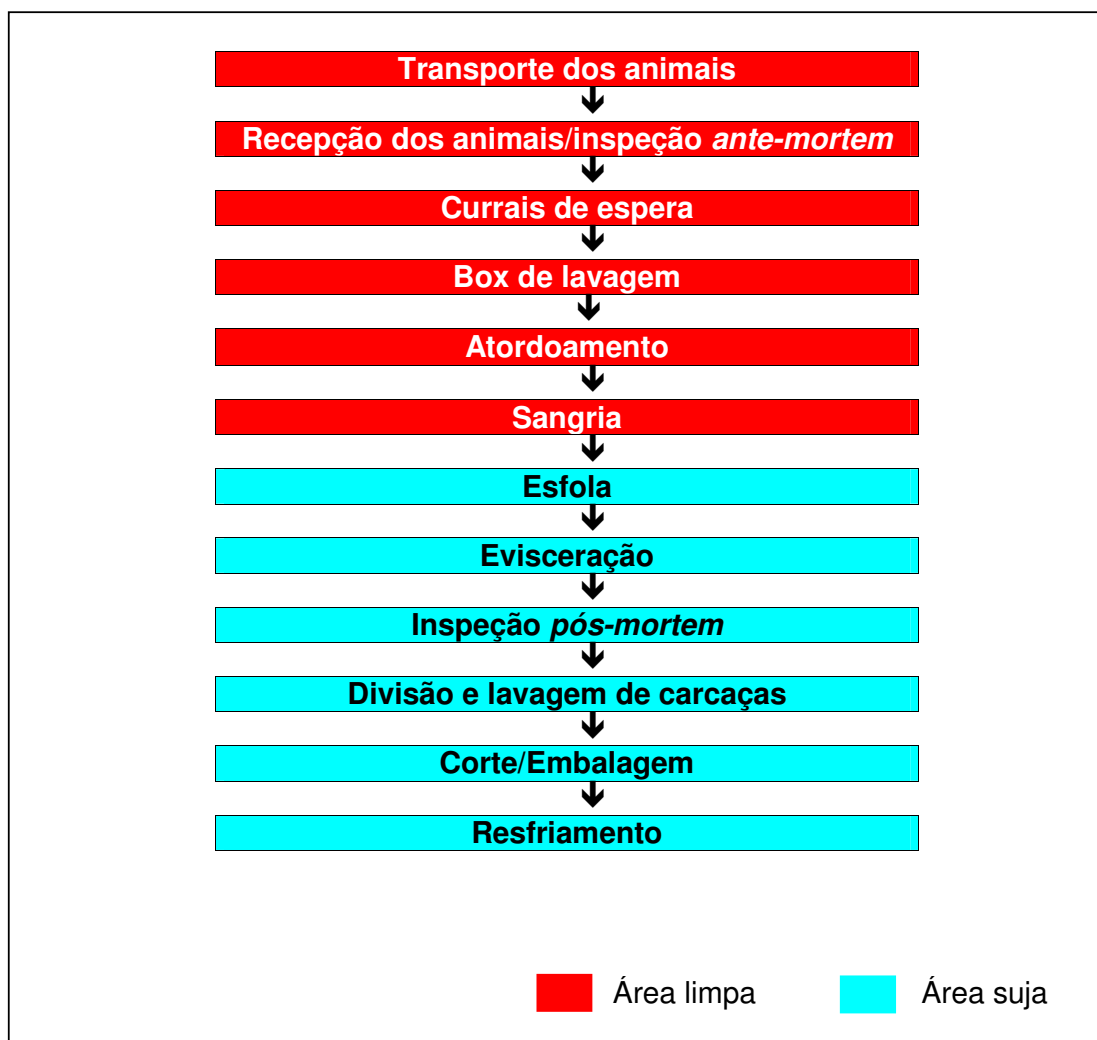 Transporte dos animais
Recepção dos animais/inspeção ante-mortem
Currais de espera
Box de lavagem
Atordoamento
Sangria
Esfola
Evisceração
Inspeção pós-mortem
Divisão e lavagem de carcaças
Corte/Embalagem
Resfriamento
Área limpa
Área suja